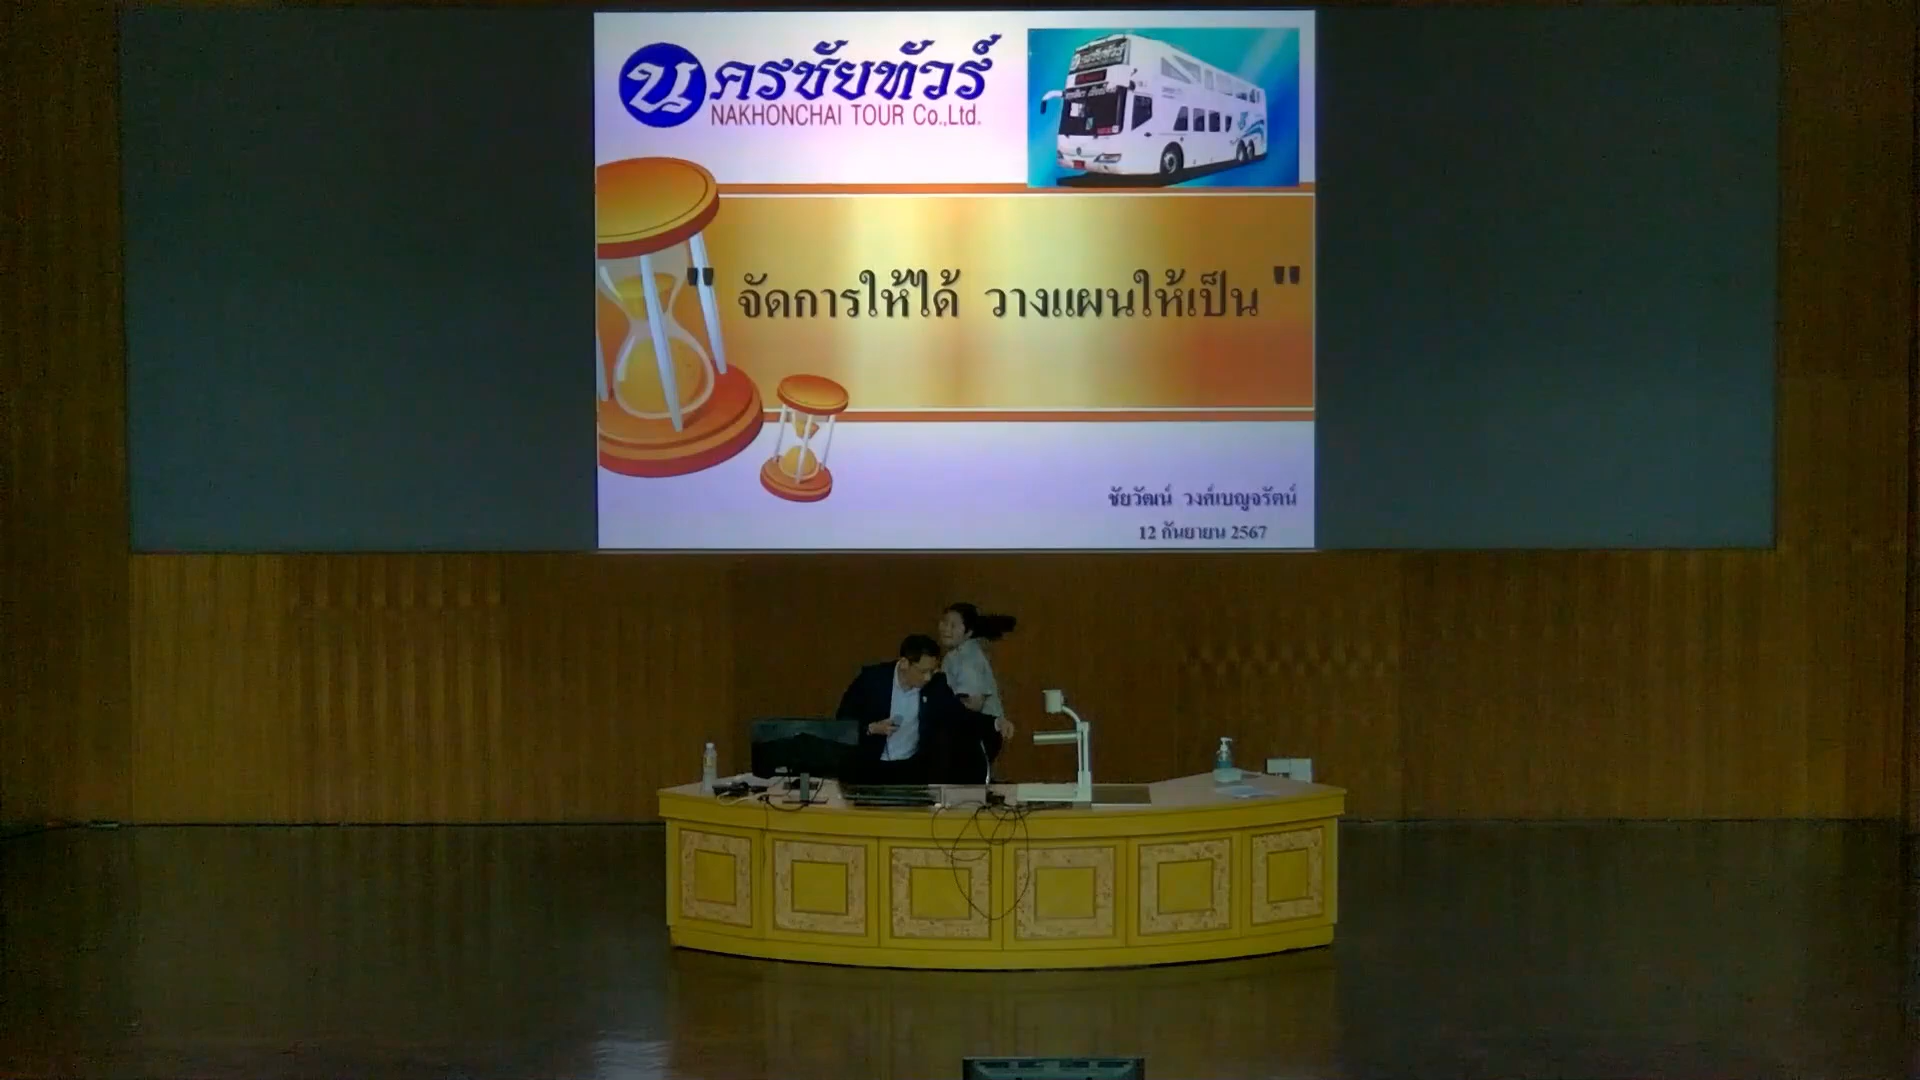 นครชัยทัวร์
NAKHONCHAI TOUR Co.,Ltd.
" จัดการให้ได้ วางแผนให้เป็น "
ชัยวัฒน์ วงศ์เบญจรัตน์
12 กันยายน 2567